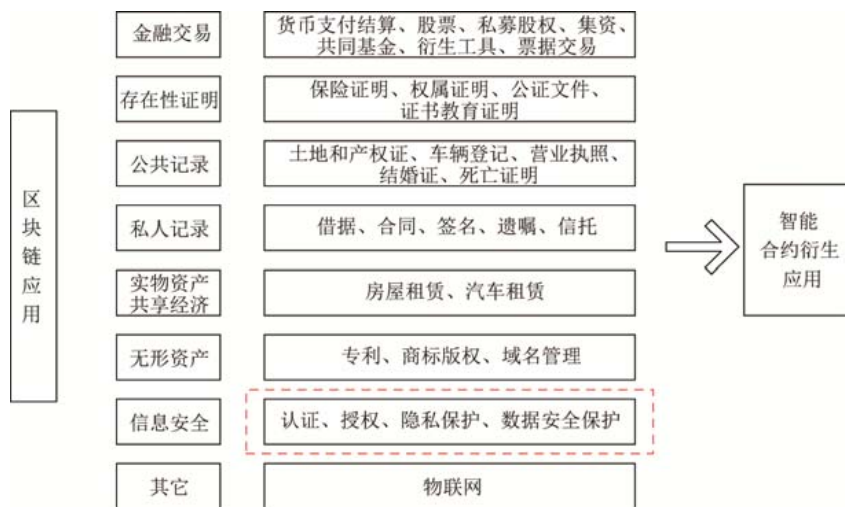 区
块
链
应
用
金融交易
货币支付结算、股票、私募股权、集资、
共同基金、衍生工具、票据交易
存在性证明
保险证明、权属证明、公证文件、
证书教育证明
公共记录
土地和产权证、车辆登记、营业执照、
结婚证、死亡证明
私人记录
借据、合同、签名、遗嘱、信托
实物资产
共享经济
房屋租赁、汽车租赁
无形资产
专利、商标版权、域名管理
信息安全
认证、授权、隐私保护、数据安全保护
其它
物联网
智能
合约衍生
应用